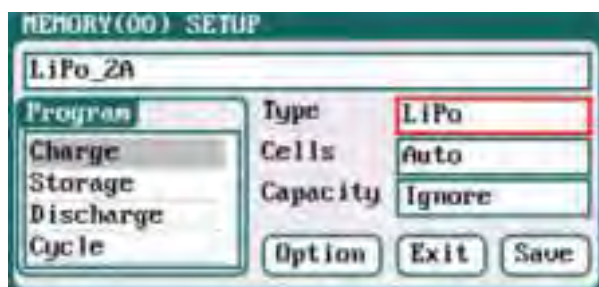 MEMORY(00) SETUP
LiPo_2A
Program
Charge
Storage
Discharge
Cycle
Type LiPo
Cells Auto
Capacity Ignore
Option Exit Save